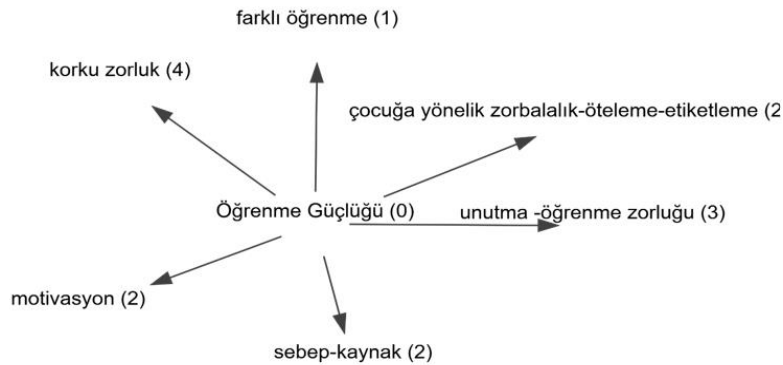 farklı öğrenme (1)
korku zorluk (4)
çocuğa yönelik zorbalalık-öteleme-etiketleme (2
Öğrenme Güçlüğü (0)
unutma -öğrenme zorluğu (3)
motivasyon (2)
sebep-kaynak (2)